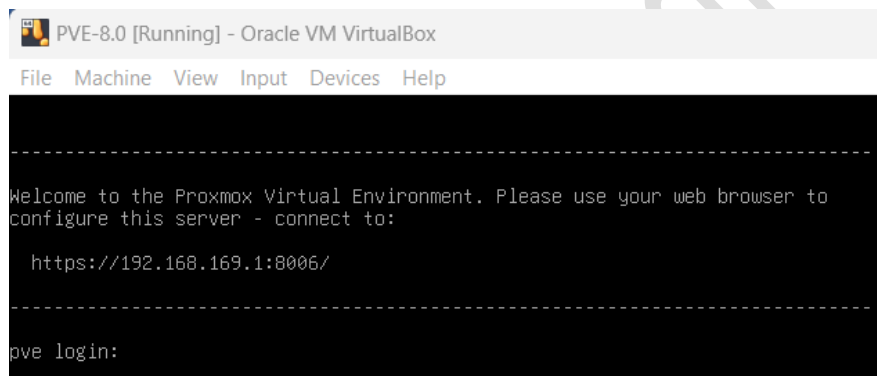 PVE-8.0 [Running] - Oracle VM VirtualBox
File Machine View Input Devices Help
--------------------------------------------------------------------------------
Welcome to the Proxmox Virtual Environment. Please use your web browser to
configure this server - connect to:
https://192.168.169.1:8006/
--------------------------------------------------------------------------------
pve login: